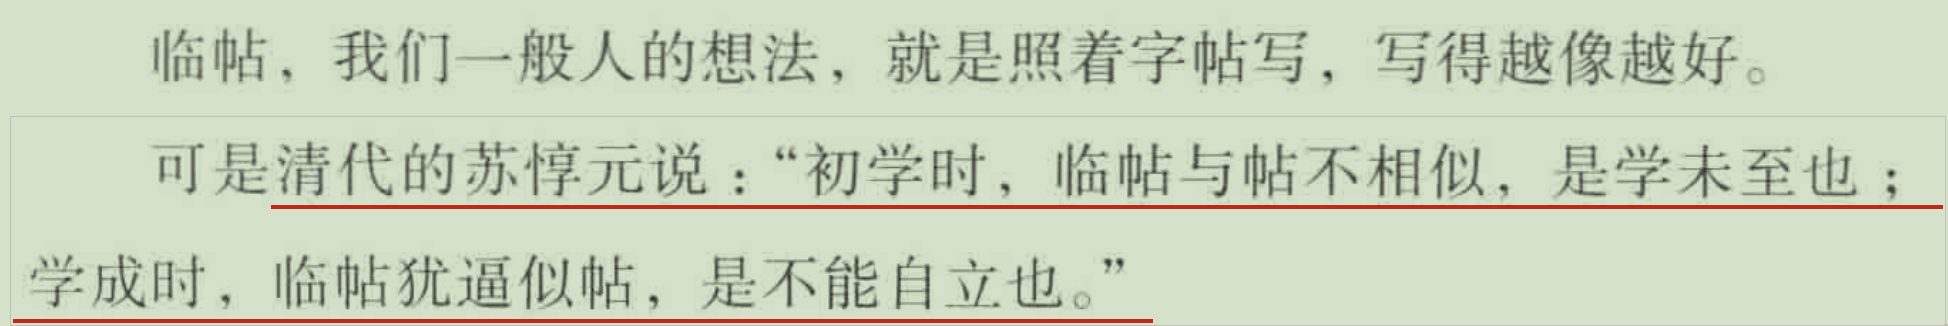 临帖，我们一般人的想法，就是照着字帖写，写得越像越好。
可是清代的苏惇元说：“初学时，临帖与帖不相似，是学未至也；
学成时，临帖犹逼似帖，是不能自立也。”